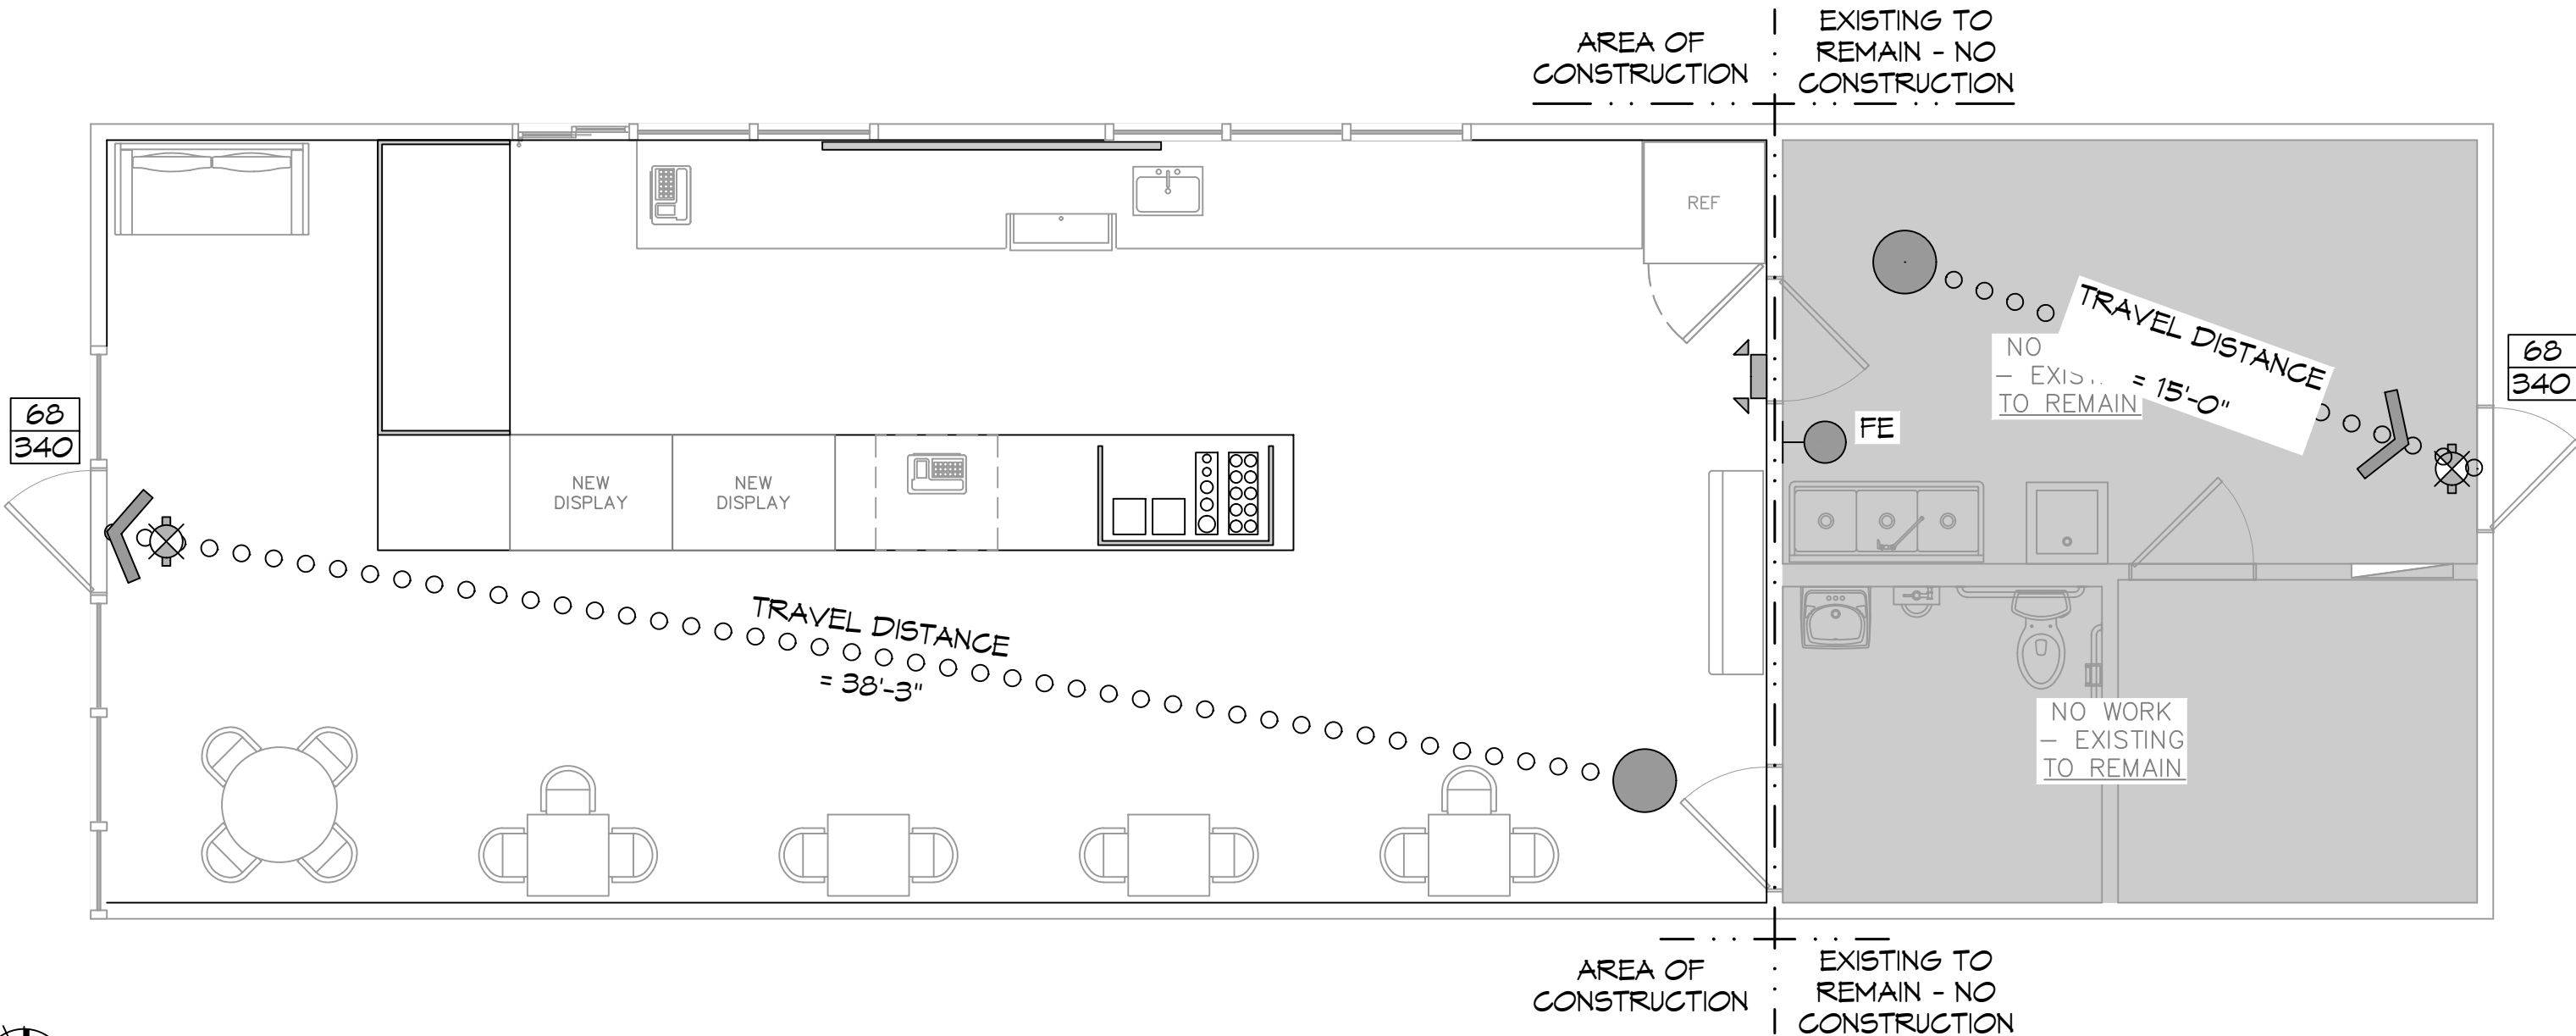 AREA OF
CONSTRUCTION
EXISTING TO
REMAIN - NO
CONSTRUCTION
REF
TRAVEL DISTANCE
= 15'-0"
NO
- EXIS
TO REMAIN
68
340
68
340
FE
NEW
DISPLAY
NEW
DISPLAY
TRAVEL DISTANCE
= 38'-3"
NO WORK
- EXISTING
TO REMAIN
AREA OF
CONSTRUCTION
EXISTING TO
REMAIN - NO
CONSTRUCTION